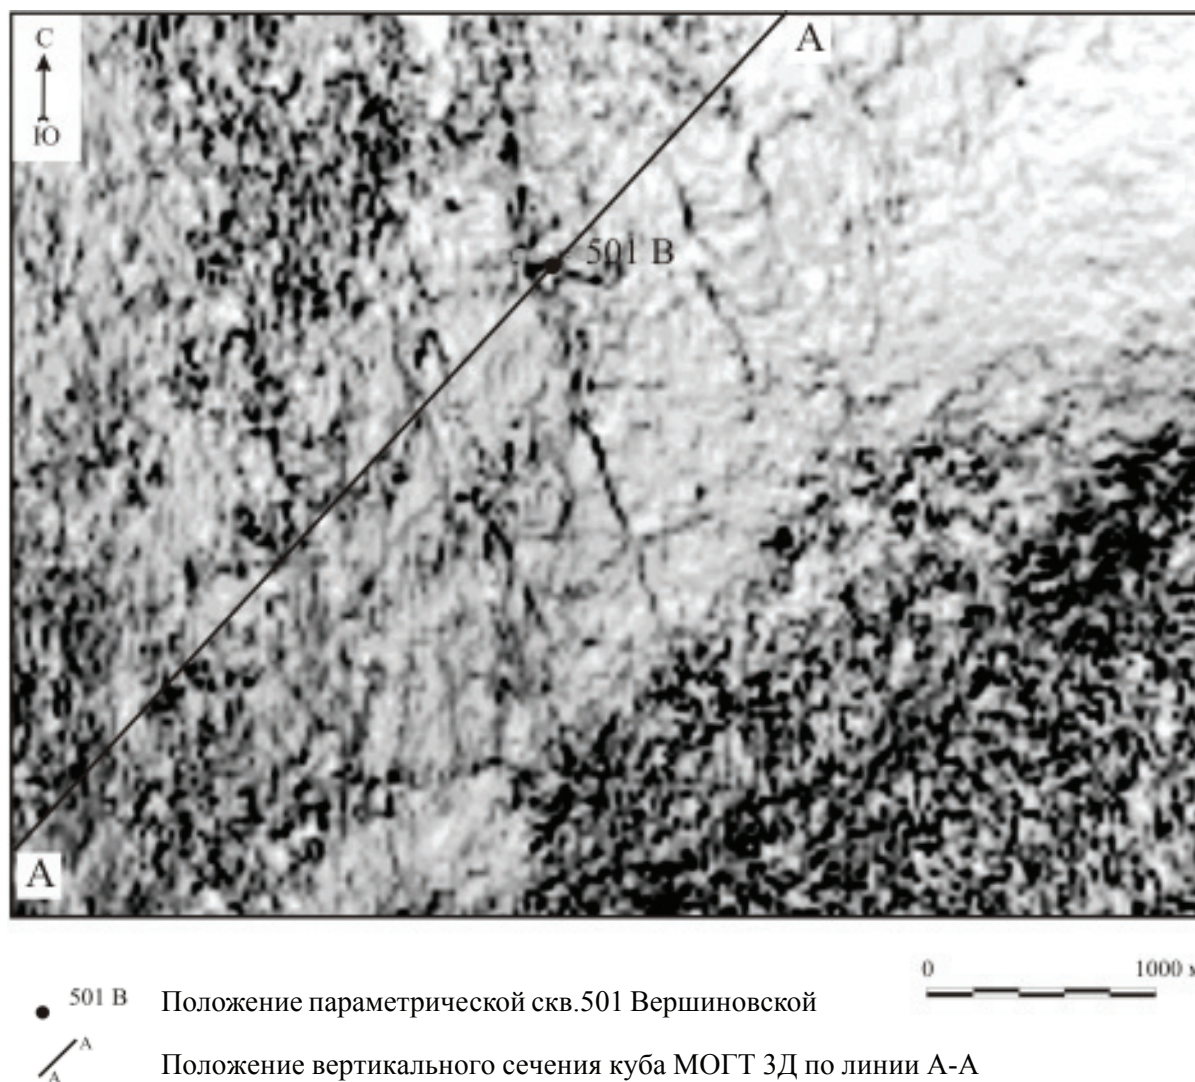 С
Ю
А
501 В
А
0 1000 м
501 В Положение параметрической скв.501 Вершиновской
А
А
Положение вертикального сечения куба МОГТ 3Д по линии А-А